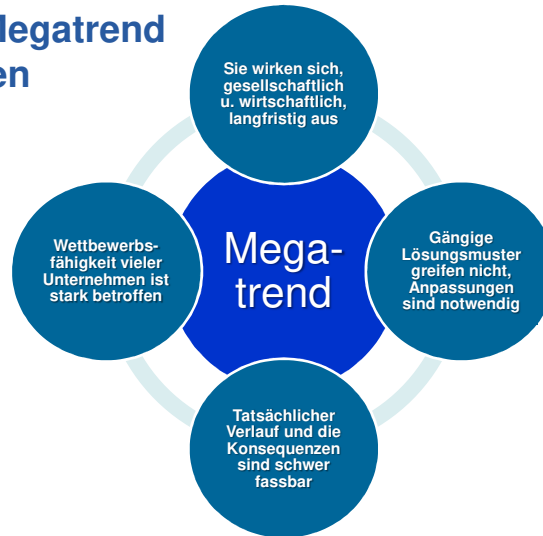 Megatrend
en
Sie wirken sich,
gesellschaftlich
u. wirtschaftlich,
langfristig aus
Wettbewerbs-
fähigkeit vieler
Unternehmen ist
stark betroffen
Mega-
trend
Gängige
Lösungsmuster
greifen nicht,
Anpassungen
sind notwendig
Tatsächlicher
Verlauf und die
Konsequenzen
sind schwer
fassbar